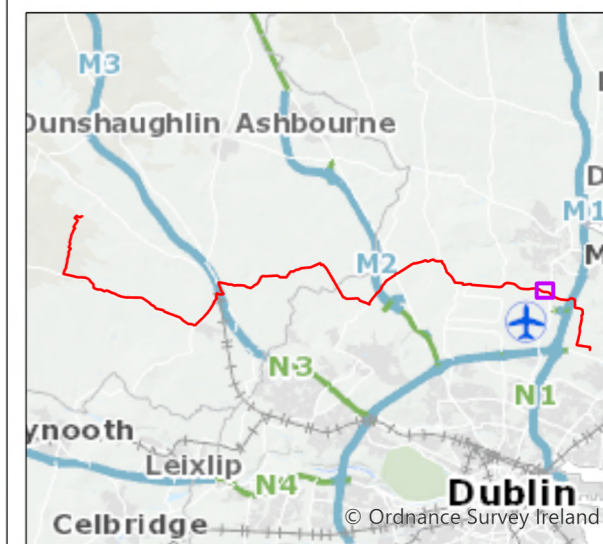 M3
Dunshaughlin Ashbourne
D
M1
M
M2
N3
N1
ynooth
Leixlip
N4
Dublin
Celbridge
© Ordnance Survey Ireland